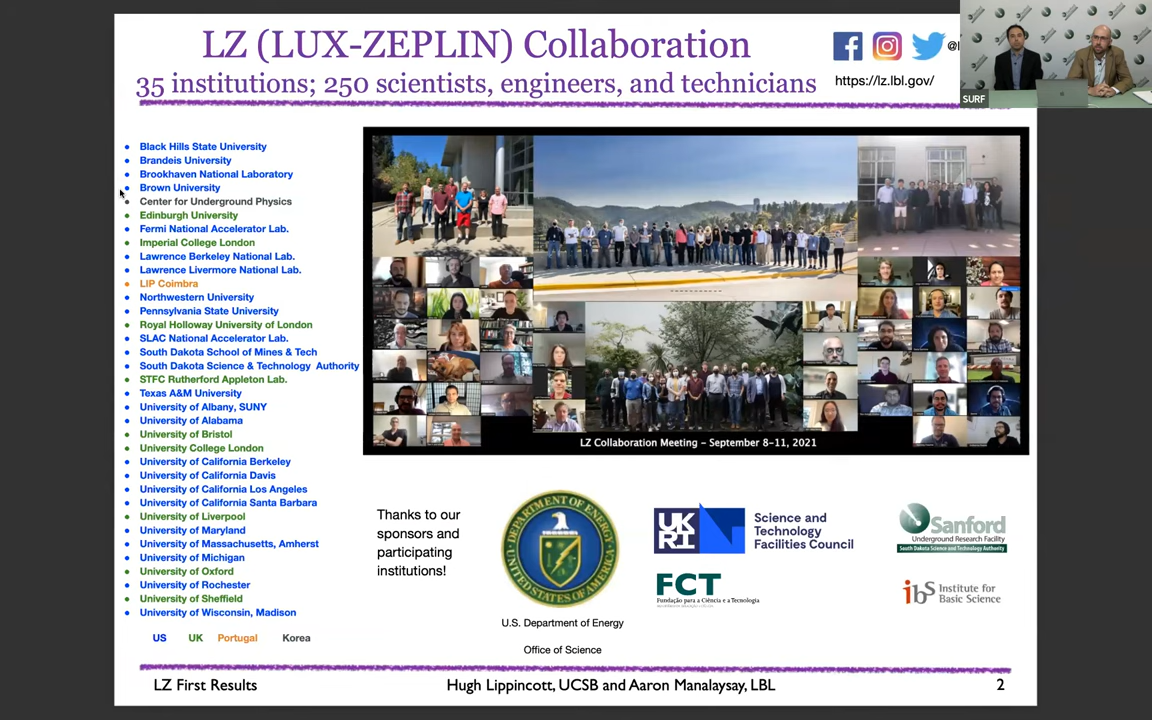 LZ (LUX-ZEPLIN) Collaboration
35 institutions; 250 scientists, engineers, and technicians
https://lz.lbl.gov/
SURF
Black Hills State University
Brandeis University
Brookhaven National Laboratory
Brown University
Center for Underground Physics
Edinburgh University
Fermi National Accelerator Lab.
Imperial College London
Lawrence Berkeley National Lab.
Lawrence Livermore National Lab.
LIP Coimbra
Northwestern University
Pennsylvania State University
Royal Holloway University of London
SLAC National Accelerator Lab.
South Dakota School of Mines & Tech
South Dakota Science & Technology Authority
STFC Rutherford Appleton Lab.
Texas A&M University
University of Albany, SUNY
University of Alabama
University of Bristol
University College London
University of California Berkeley
University of California Davis
University of California Los Angeles
University of California Santa Barbara
University of Liverpool
University of Maryland
University of Massachusetts, Amherst
University of Michigan
University of Oxford
University of Rochester
University of Sheffield
University of Wisconsin, Madison
US UK Portugal Korea
LZ Collaboration Meeting – September 8-11, 2021
Thanks to our
sponsors and
participating
institutions!
DEPARTMENT OF ENERGY
UNITED STATES OF AMERICA
U.S. Department of Energy
Office of Science
UK
RI
Science and
Technology
Facilities Council
FCT
Fundação para a Ciência e a Tecnologia
Sanford
Underground Research Facility
South Dakota Science and Technology Authority
ibs Institute for
Basic Science
LZ First Results
Hugh Lippincott, UCSB and Aaron Manalaysay, LBL
2